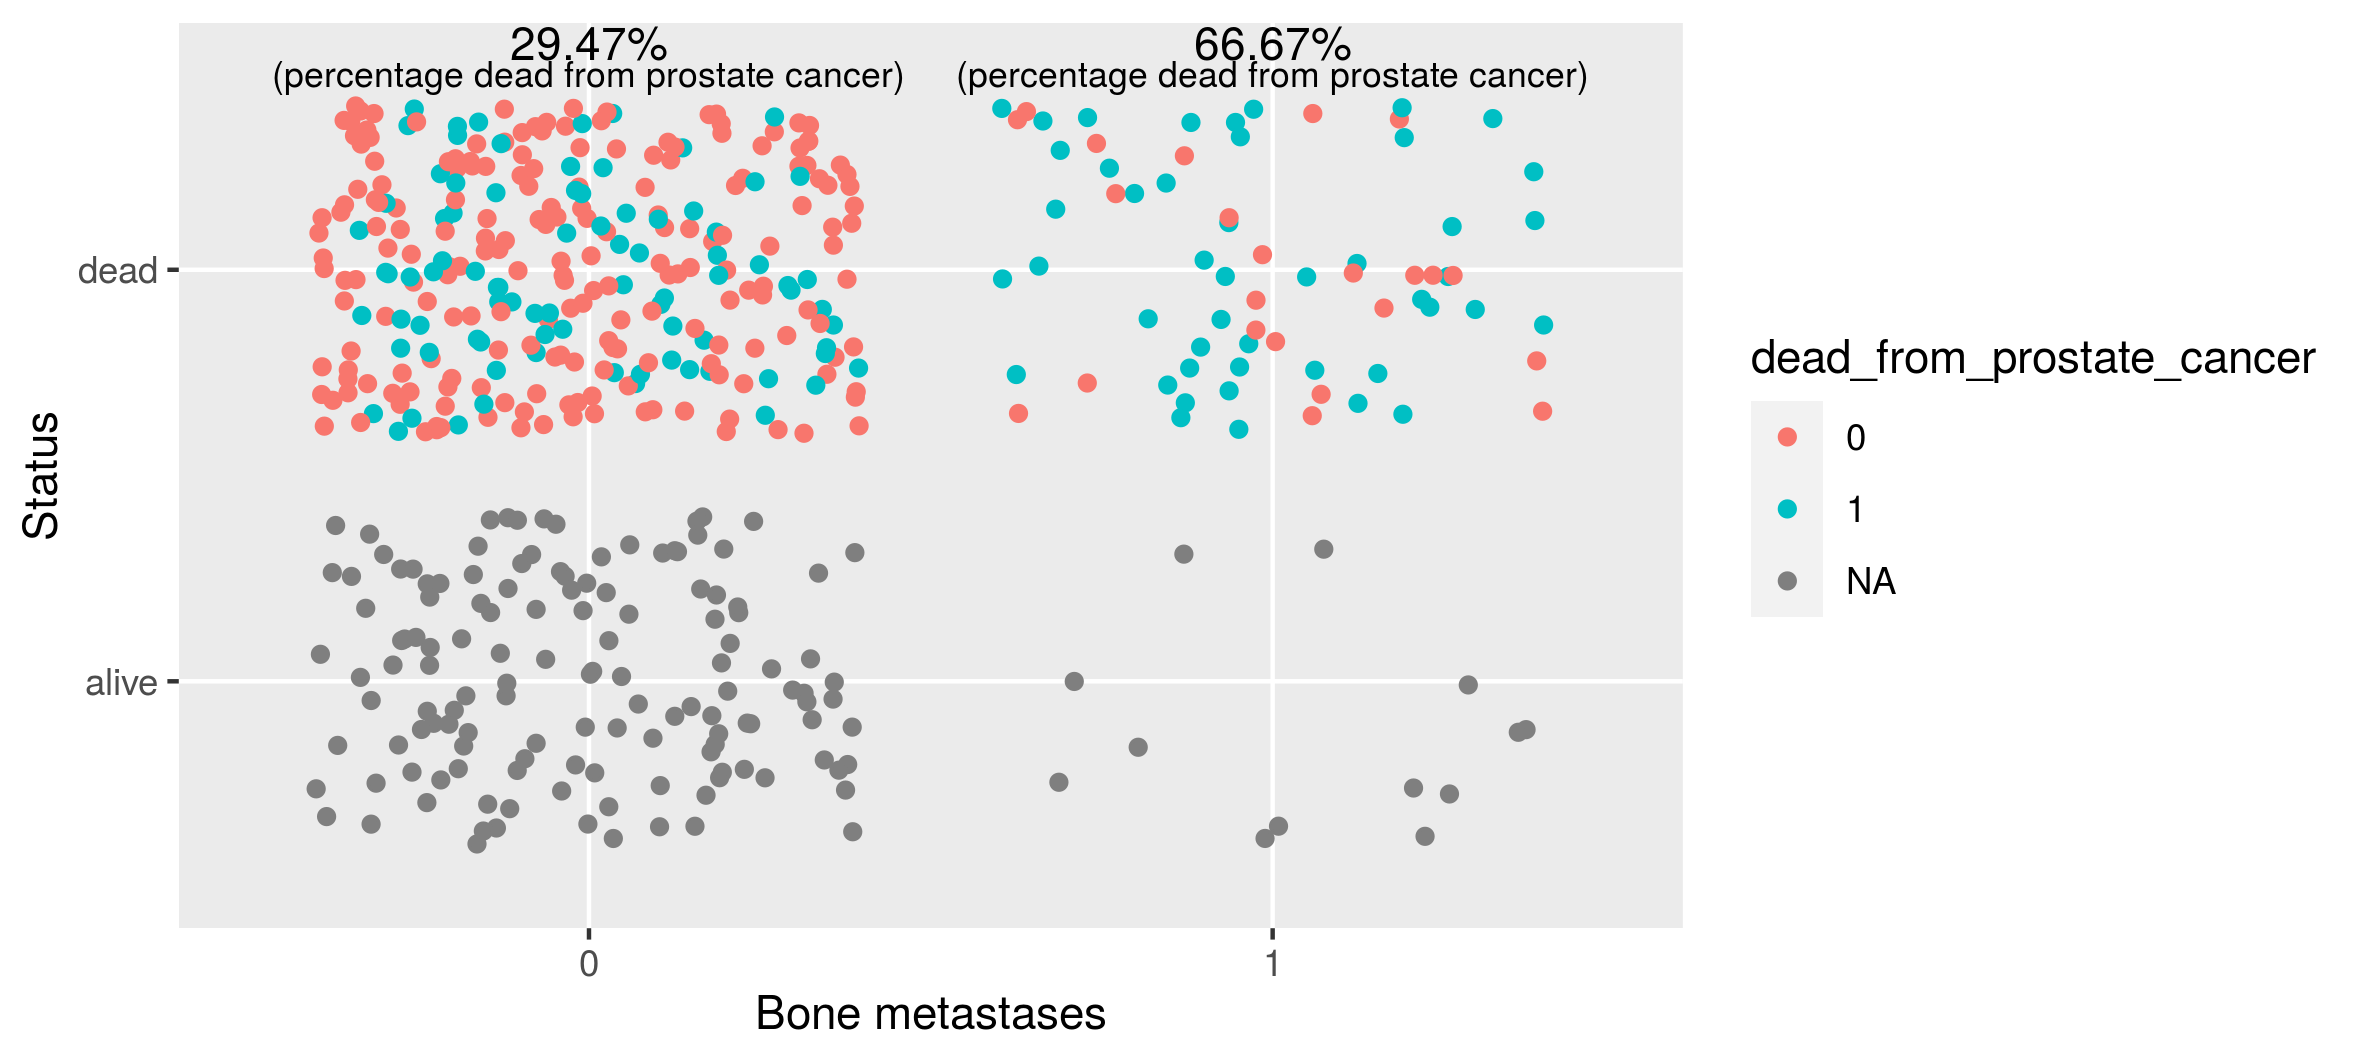 29.47%
(percentage dead from prostate cancer)
66.67%
(percentage dead from prostate cancer)
dead
alive
Status
0
1
Bone metastases
dead_from_prostate_cancer
0
1
NA